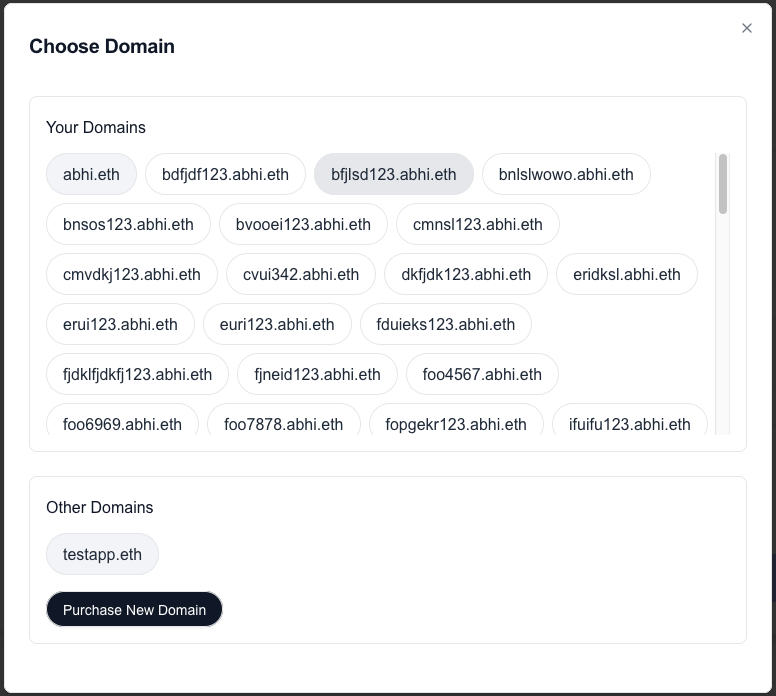 Choose Domain
Your Domains
abhi.eth bdfjdf123.abhi.eth bfjlsd123.abhi.eth bnlslwowo.abhi.eth
bnsos123.abhi.eth bvooei123.abhi.eth cmnsl123.abhi.eth
cmvdkj123.abhi.eth cvui342.abhi.eth dkfjdk123.abhi.eth eridksl.abhi.eth
erui123.abhi.eth euri123.abhi.eth fduieks123.abhi.eth
fjdklfjdkfj123.abhi.eth fjneid123.abhi.eth foo4567.abhi.eth
foo6969.abhi.eth foo7878.abhi.eth fopgekr123.abhi.eth ifuifu123.abhi.eth
Other Domains
testapp.eth
Purchase New Domain